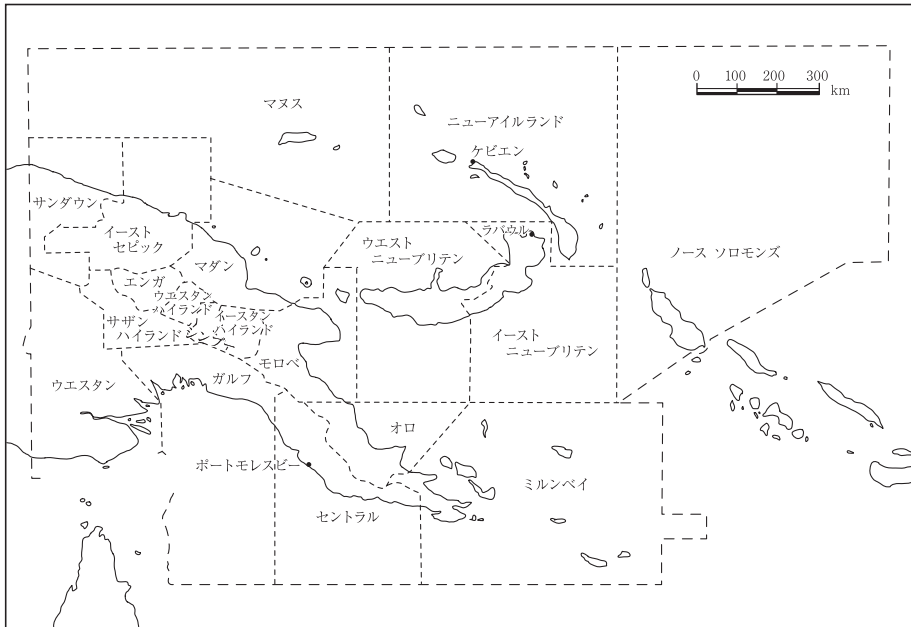 0 100 200 300
km
マヌス
ニューアイルランド
ケビエン
サンダウン
イースト
セピック
ウエスト
ニューブリテン
ラバウル
ノース ソロモンズ
マダン
エンガ
ウエスタン
ハイランド
イースタン
ハイランド
サザン
ハイランド
シンブ
イースト
ニューブリテン
モロベ
ガルフ
ウエスタン
オロ
ポートモレスビー
ミルンベイ
セントラル